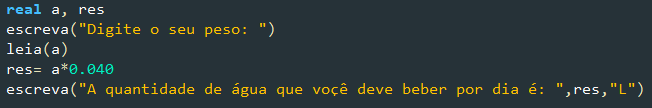 real a, res
escreva("Digite o seu peso: ")
leia(a)
res= a*0.040
escreva("A quantidade de água que voçê deve beber por dia é: ",res,"L")